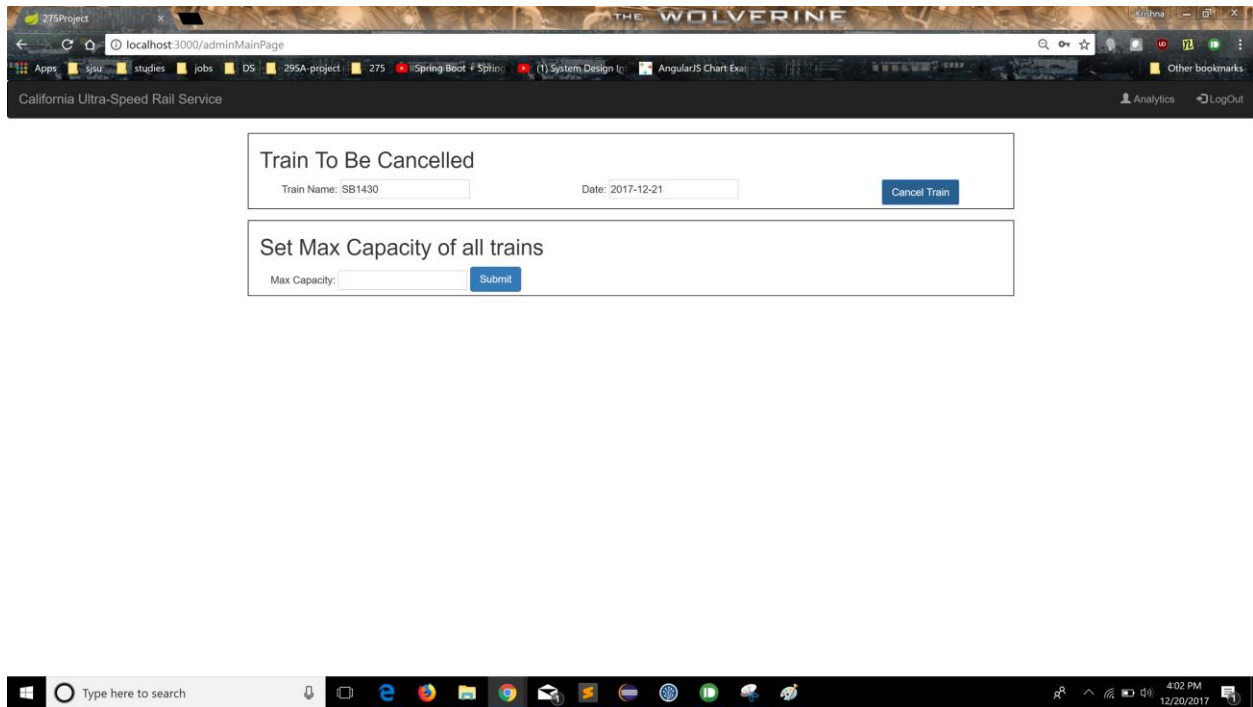 275Project
THE WOLVERINE
Krishna
localhost:3000/adminMainPage
Apps sjsu studies jobs DS 295A-project 275 Spring Boot + Spring (1) System Design In AngularJS Chart Exa Other bookmarks
California Ultra-Speed Rail Service
Analytics LogOut
Train To Be Cancelled
Train Name: SB1430 Date: 2017-12-21 Cancel Train
Set Max Capacity of all trains
Max Capacity: Submit
Type here to search
4:02 PM
12/20/2017